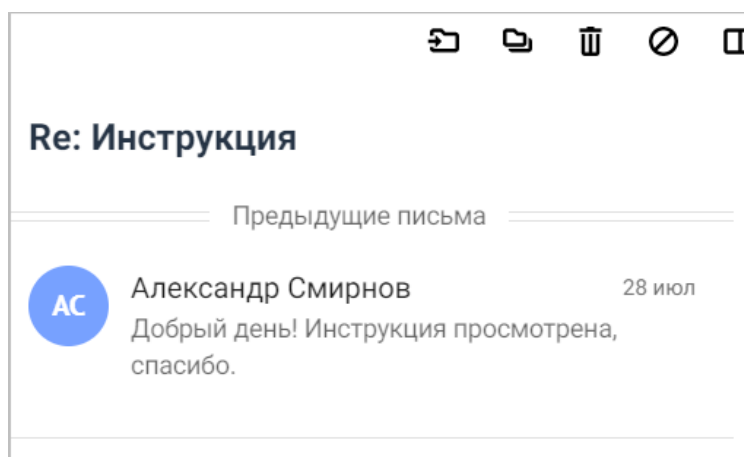 Re: Инструкция
Предыдущие письма
АС
Александр Смирнов
28 июл
Добрый день! Инструкция просмотрена,
спасибо.